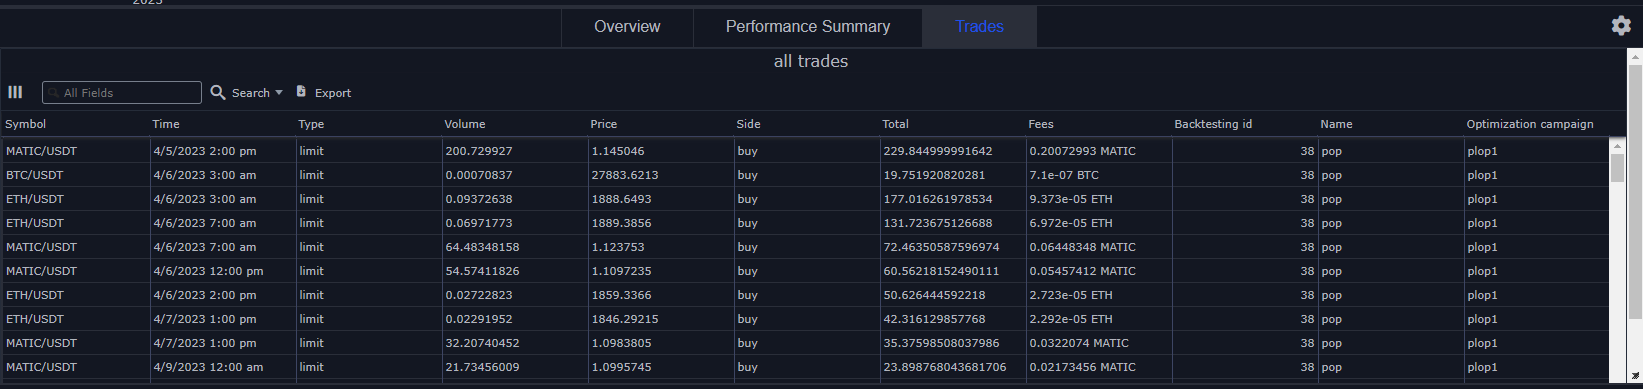 2023
Overview Performance Summary Trades
all trades
All Fields Search Export
Symbol Time Type Volume Price Side Total Fees Backtesting id Name Optimization campaign
MATIC/USDT 4/5/2023 2:00 pm limit 200.729927 1.145046 buy 229.844999991642 0.20072993 MATIC 38 pop plop1
BTC/USDT 4/6/2023 3:00 am limit 0.00070837 27883.6213 buy 19.751920820281 7.1e-07 BTC 38 pop plop1
ETH/USDT 4/6/2023 3:00 am limit 0.09372638 1888.6493 buy 177.016261978534 9.373e-05 ETH 38 pop plop1
ETH/USDT 4/6/2023 7:00 am limit 0.06971773 1889.3856 buy 131.723675126688 6.972e-05 ETH 38 pop plop1
MATIC/USDT 4/6/2023 7:00 am limit 64.48348158 1.123753 buy 72.46350587596974 0.06448348 MATIC 38 pop plop1
MATIC/USDT 4/6/2023 12:00 pm limit 54.57411826 1.1097235 buy 60.56218152490111 0.05457412 MATIC 38 pop plop1
ETH/USDT 4/6/2023 2:00 pm limit 0.02722823 1859.3366 buy 50.626444592218 2.723e-05 ETH 38 pop plop1
ETH/USDT 4/7/2023 1:00 pm limit 0.02291952 1846.29215 buy 42.316129857768 2.292e-05 ETH 38 pop plop1
MATIC/USDT 4/7/2023 1:00 pm limit 32.20740452 1.0983805 buy 35.37598508037986 0.0322074 MATIC 38 pop plop1
MATIC/USDT 4/9/2023 12:00 am limit 21.73456009 1.0995745 buy 23.898768043681706 0.02173456 MATIC 38 pop plop1